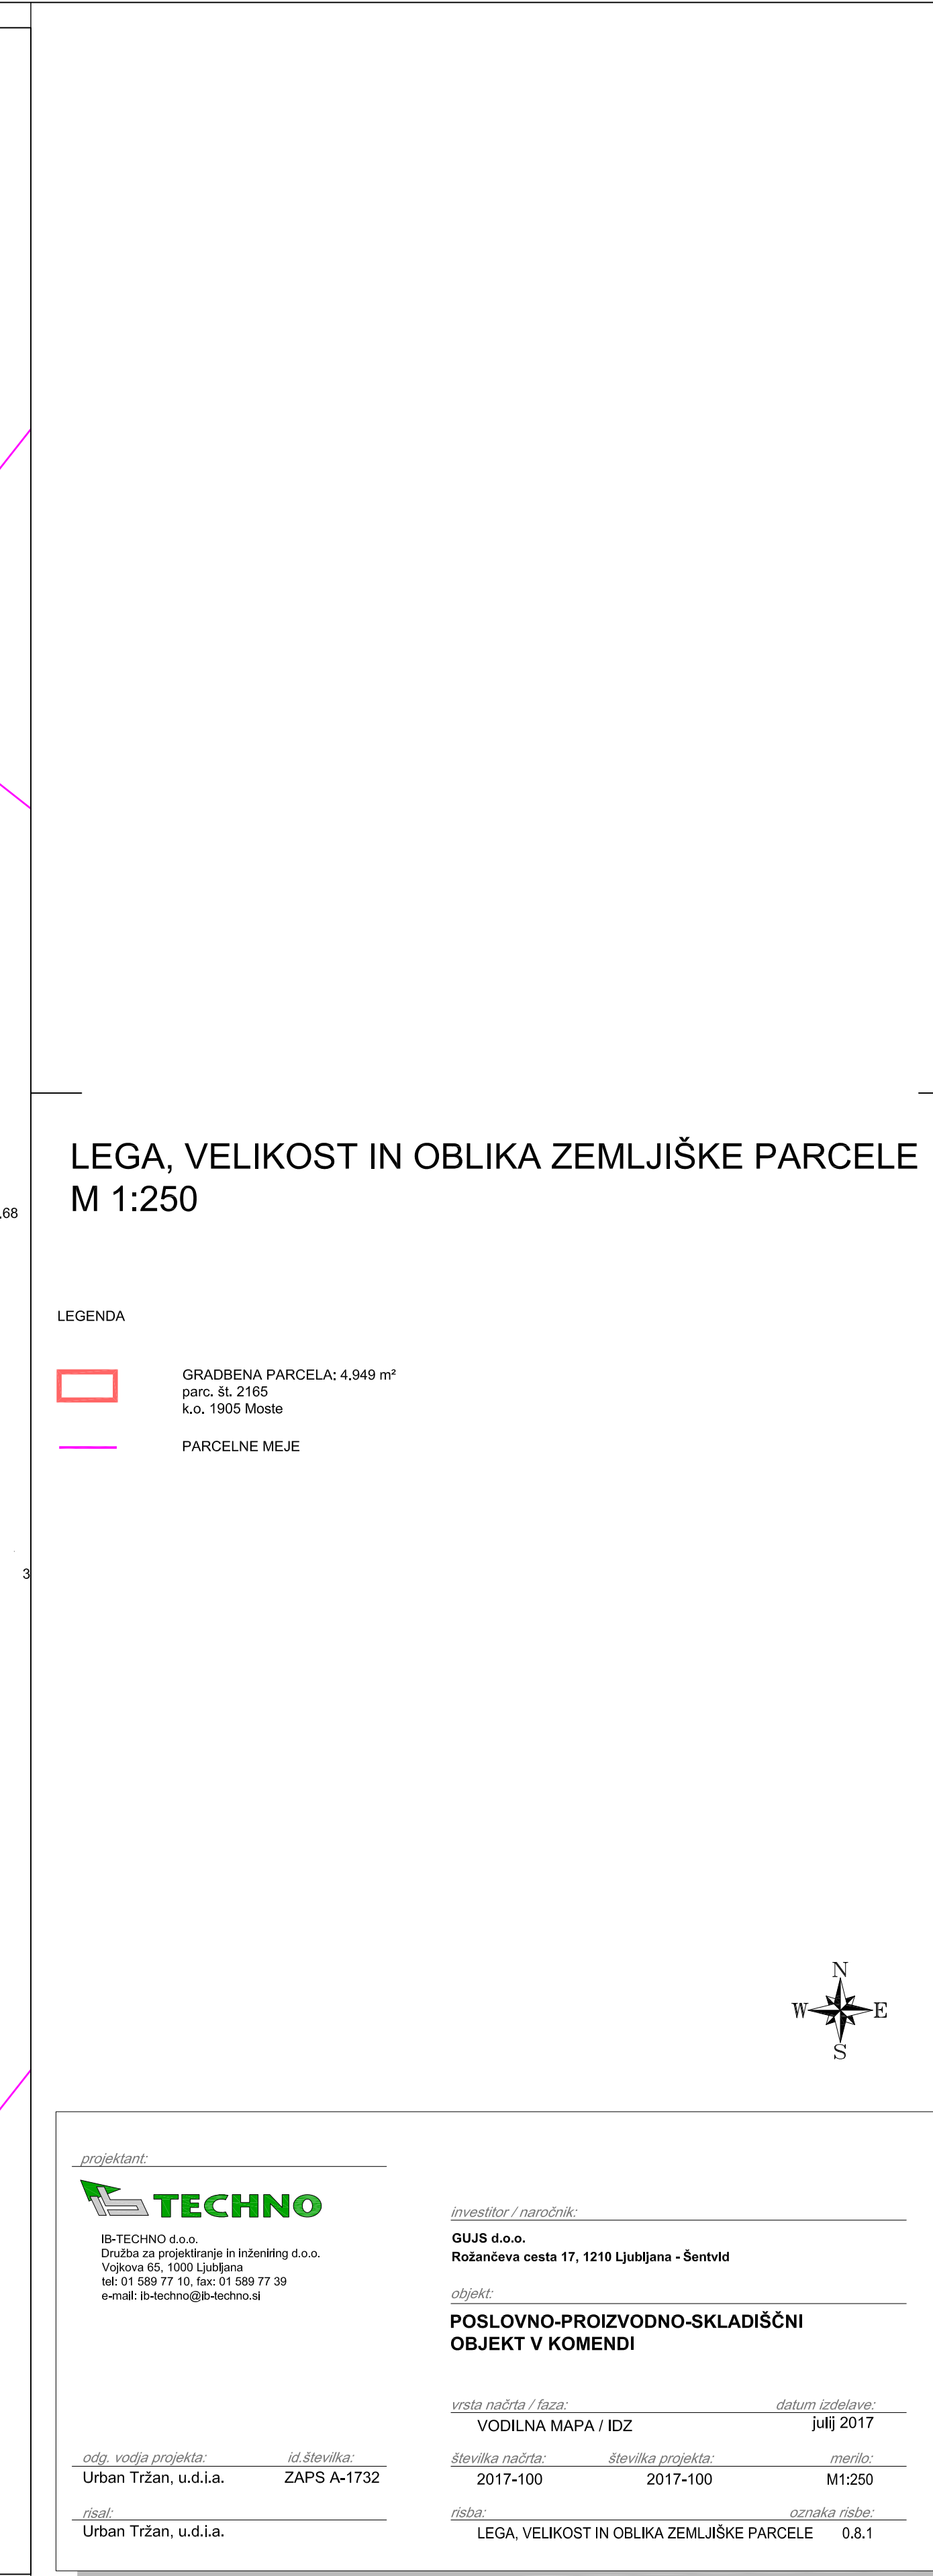 LEGA, VELIKOST IN OBLIKA ZEMLJIŠKE PARCELE
M 1:250
.68
LEGENDA
GRADBENA PARCELA: 4.949 m²
parc. št. 2165
k.o. 1905 Moste
PARCELNE MEJE
3
N
W E
S
projektant:
TECHNO
IB-TECHNO d.o.o.
Družba za projektiranje in inženiring d.o.o.
Vojkova 65, 1000 Ljubljana
tel: 01 589 77 10, fax: 01 589 77 39
e-mail: ib-techno@ib-techno.si
investitor / naročnik:
GUJS d.o.o.
Rožančeva cesta 17, 1210 Ljubljana - Šentvid
objekt:
POSLOVNO-PROIZVODNO-SKLADIŠČNI
OBJEKT V KOMENDI
vrsta načrta / faza: datum izdelave:
VODILNA MAPA / IDZ julij 2017
odg. vodja projekta: id.številka: številka načrta: številka projekta: merilo:
Urban Tržan, u.d.i.a. ZAPS A-1732 2017-100 2017-100 M1:250
risal: risba: oznaka risbe:
Urban Tržan, u.d.i.a. LEGA, VELIKOST IN OBLIKA ZEMLJIŠKE PARCELE 0.8.1